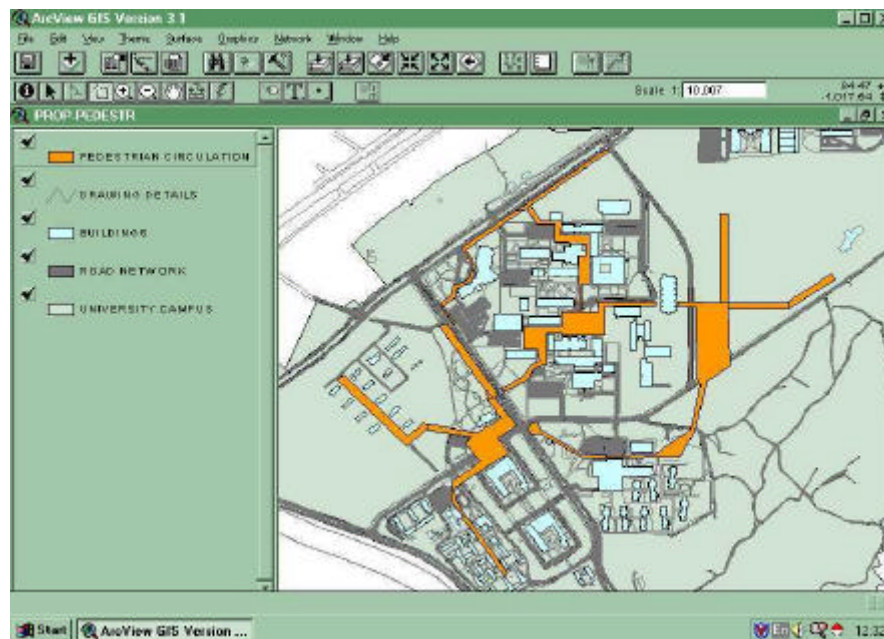 ArcView GIS Version 3.1
File Edit View Theme Surface Graphics Network Window Help
Scale 1: 10,007
PROP.PEDESTR
PEDESTRIAN CIRCULATION
DRAWING DETAILS
BUILDINGS
ROAD NETWORK
UNIVERSITY CAMPUS
Start ArcView GIS Version ...